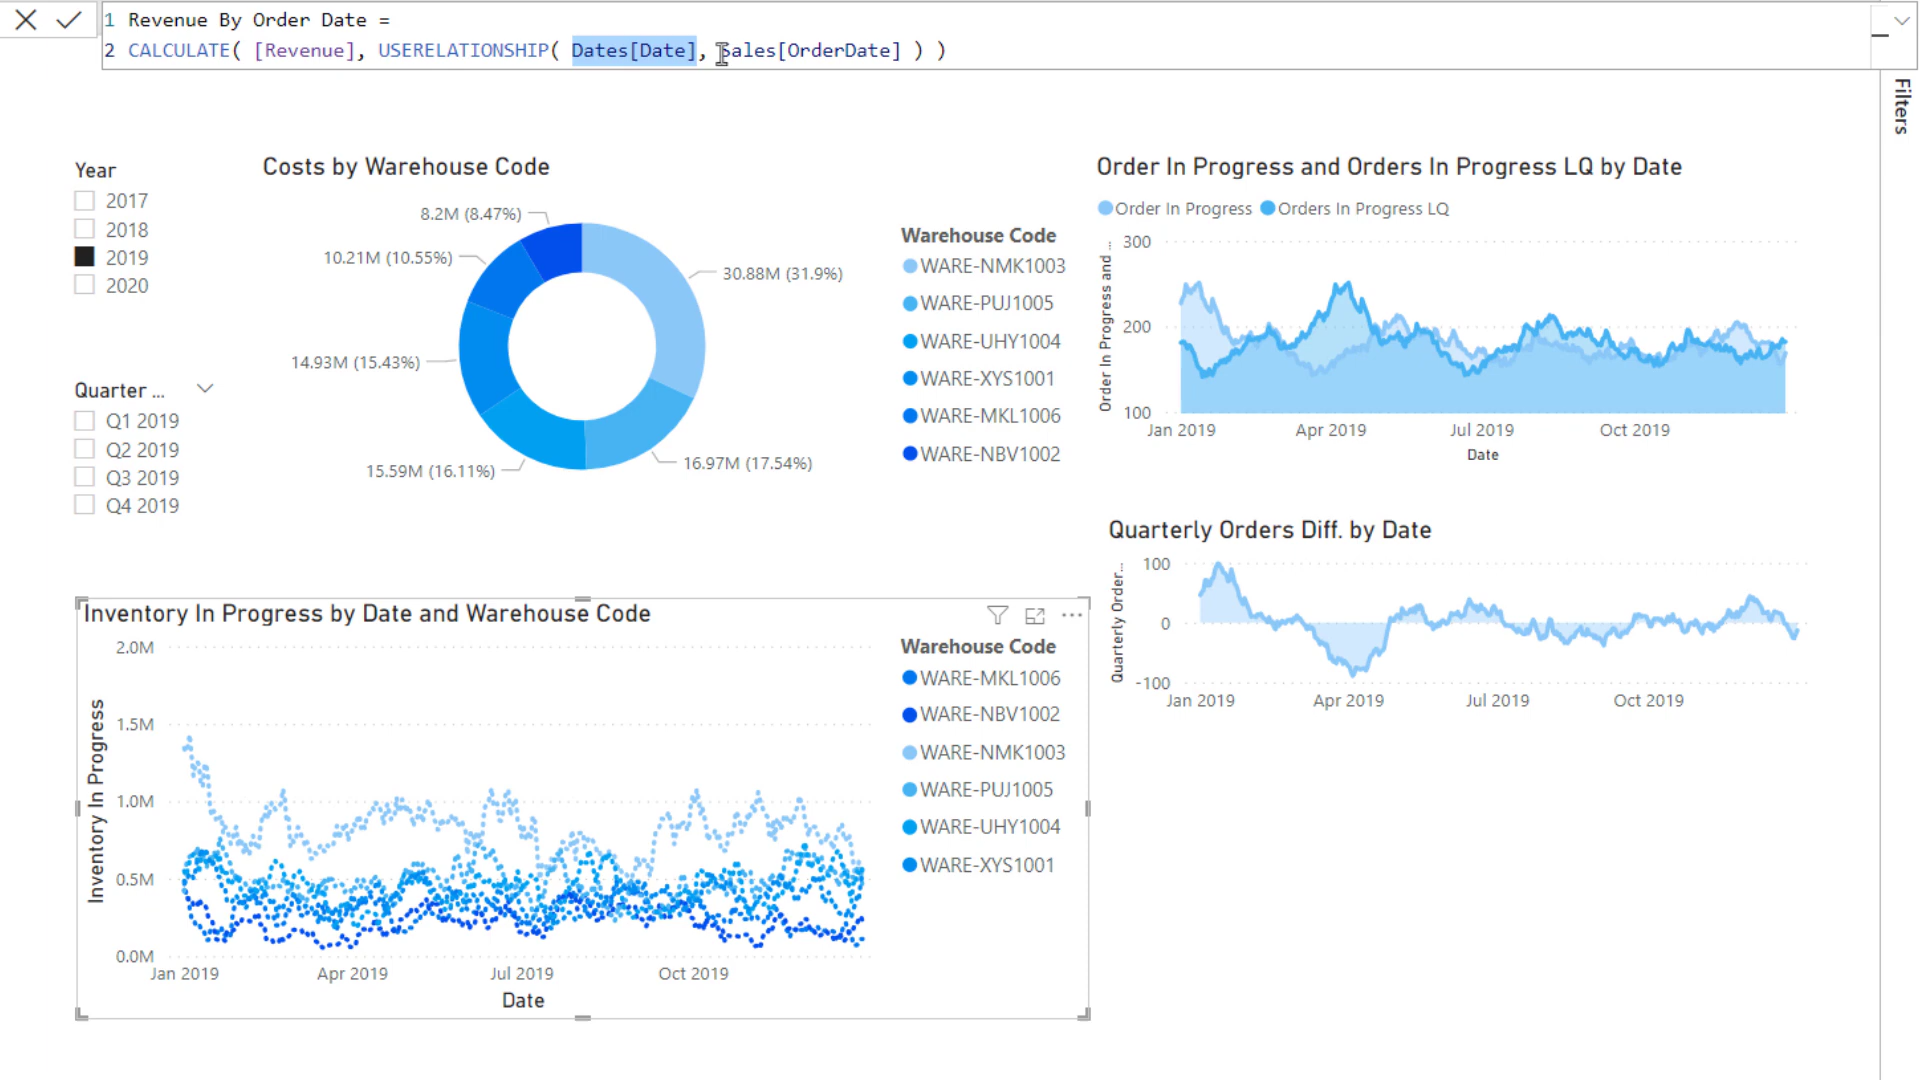 1 Revenue By Order Date =
2 CALCULATE( [Revenue], USERELATIONSHIP( Dates[Date], Sales[OrderDate] ) )
Filters
Year
2017
2018
2019
2020
Quarter ...
Q1 2019
Q2 2019
Q3 2019
Q4 2019
Costs by Warehouse Code
8.2M (8.47%)
10.21M (10.55%)
30.88M (31.9%)
14.93M (15.43%)
15.59M (16.11%)
16.97M (17.54%)
Warehouse Code
WARE-NMK1003
WARE-PUJ1005
WARE-UHY1004
WARE-XYS1001
WARE-MKL1006
WARE-NBV1002
Order In Progress and Orders In Progress LQ by Date
Order In Progress Orders In Progress LQ
Order In Progress and ...
300
200
100
Jan 2019 Apr 2019 Jul 2019 Oct 2019
Date
Quarterly Orders Diff. by Date
Quarterly Order...
100
0
-100
Jan 2019 Apr 2019 Jul 2019 Oct 2019
Inventory In Progress by Date and Warehouse Code
Inventory In Progress
2.0M
1.5M
1.0M
0.5M
0.0M
Jan 2019 Apr 2019 Jul 2019 Oct 2019
Date
Warehouse Code
WARE-MKL1006
WARE-NBV1002
WARE-NMK1003
WARE-PUJ1005
WARE-UHY1004
WARE-XYS1001